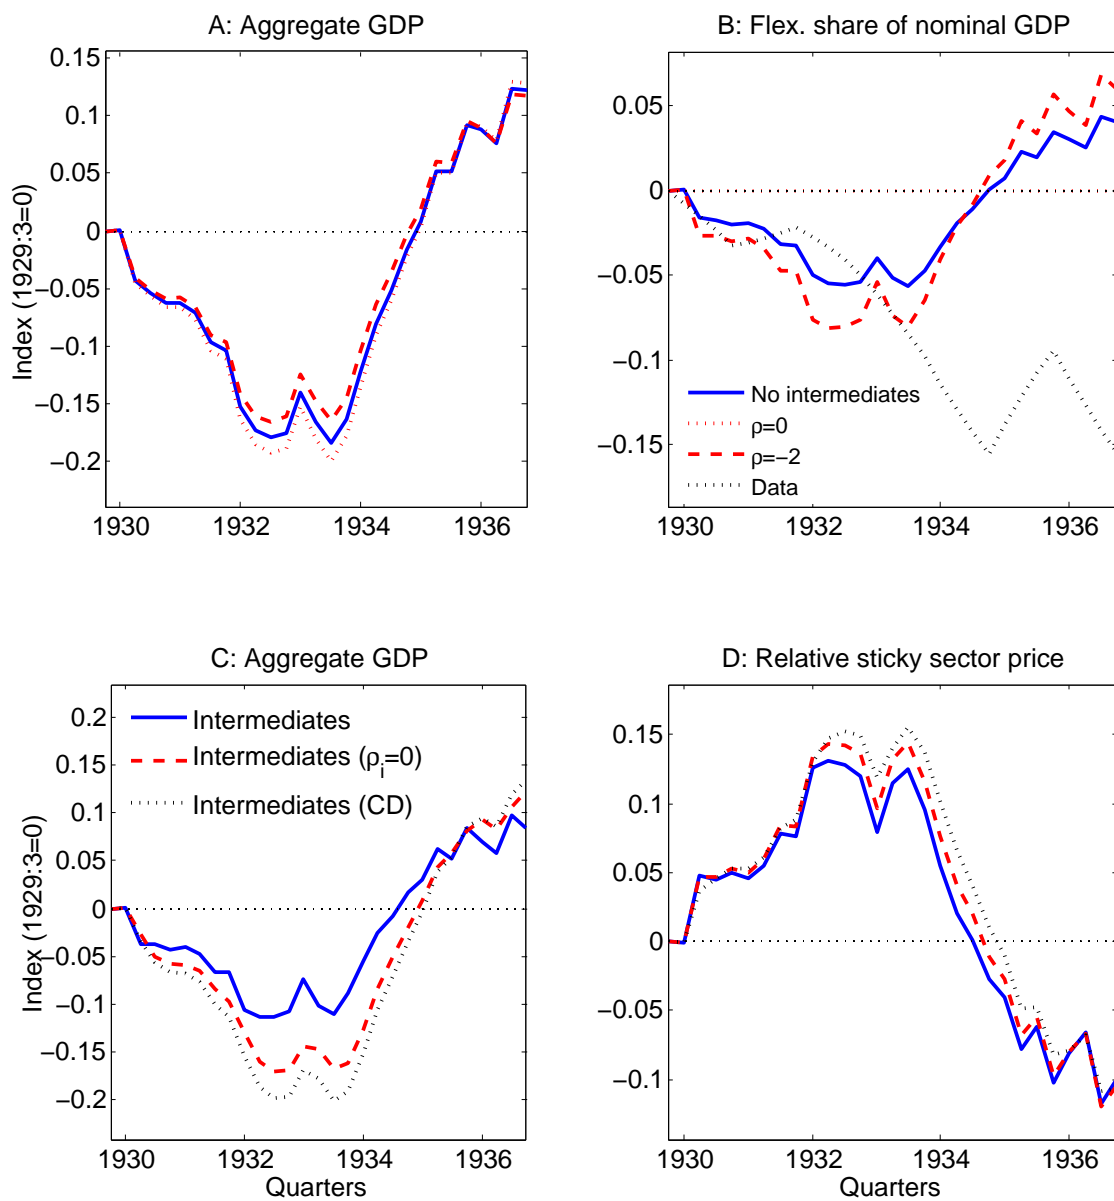 A: Aggregate GDP
0.15
0.1
0.05
0
−0.05
−0.1
−0.15
−0.2
Index (1929:3=0)
1930 1932 1934 1936
B: Flex. share of nominal GDP
0.05
0
−0.05
−0.1
−0.15
No intermediates
ρ=0
ρ=−2
Data
1930 1932 1934 1936
C: Aggregate GDP
0.2
0.15
0.1
0.05
0
−0.05
−0.1
−0.15
−0.2
Index (1929:3=0)
Intermediates
Intermediates (ρi=0)
Intermediates (CD)
1930 1932 1934 1936
Quarters
D: Relative sticky sector price
0.15
0.1
0.05
0
−0.05
−0.1
1930 1932 1934 1936
Quarters